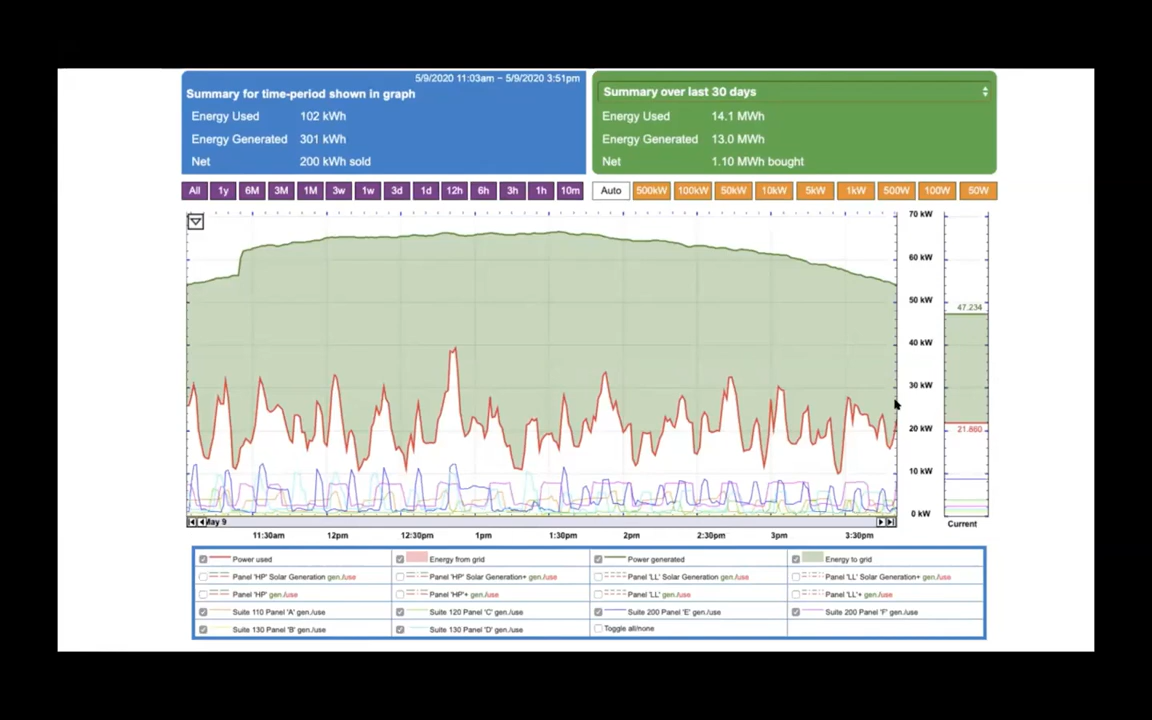 5/9/2020 11:03am – 5/9/2020 3:51pm
Summary for time-period shown in graph
Energy Used 102 kWh
Energy Generated 301 kWh
Net 200 kWh sold
Summary over last 30 days
Energy Used 14.1 MWh
Energy Generated 13.0 MWh
Net 1.10 MWh bought
All 1y 6M 3M 1M 3w 1w 3d 1d 12h 6h 3h 1h 10m
Auto 500kW 100kW 50kW 10kW 5kW 1kW 500W 100W 50W
70 kW
60 kW
50 kW
47.234
40 kW
30 kW
20 kW
21.860
10 kW
0 kW
May 9
Current
11:30am 12pm 12:30pm 1pm 1:30pm 2pm 2:30pm 3pm 3:30pm
Power used Energy from grid Power generated Energy to grid
Panel 'HP' Solar Generation gen./use Panel 'HP' Solar Generation+ gen./use Panel 'LL' Solar Generation gen./use Panel 'LL' Solar Generation+ gen./use
Panel 'HP' gen./use Panel 'HP'+ gen./use Panel 'LL' gen./use Panel 'LL'+ gen./use
Suite 110 Panel 'A' gen./use Suite 120 Panel 'C' gen./use Suite 200 Panel 'E' gen./use Suite 200 Panel 'F' gen./use
Suite 130 Panel 'B' gen./use Suite 130 Panel 'D' gen./use Toggle all/none